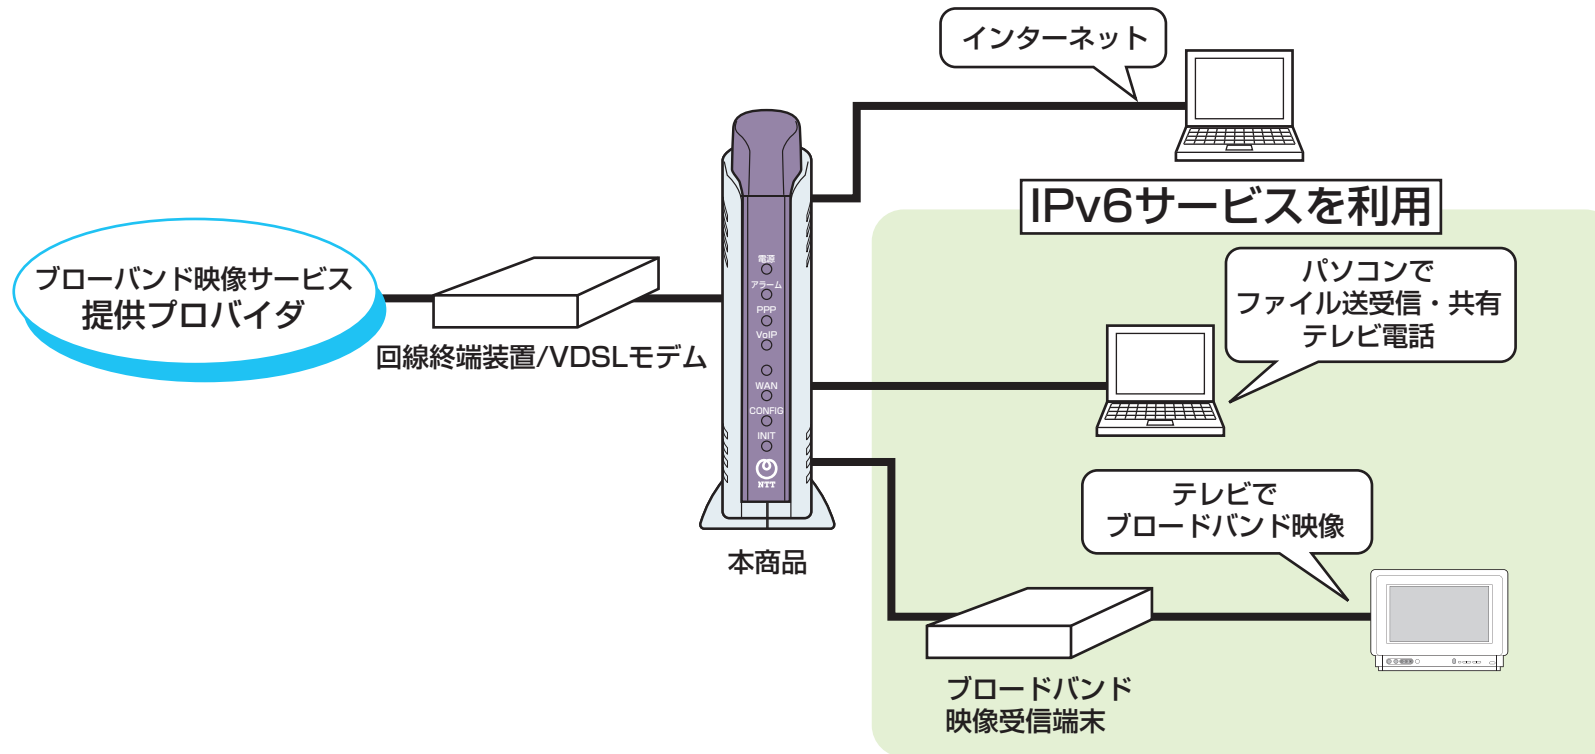 インターネット
IPv6サービスを利用
ブローバンド映像サービス
提供プロバイダ
回線終端装置/VDSLモデム
電源
アラーム
PPP
VoIP
WAN
CONFIG
INIT
NTT
本商品
パソコンで
ファイル送受信・共有
テレビ電話
テレビで
ブロードバンド映像
ブロードバンド
映像受信端末